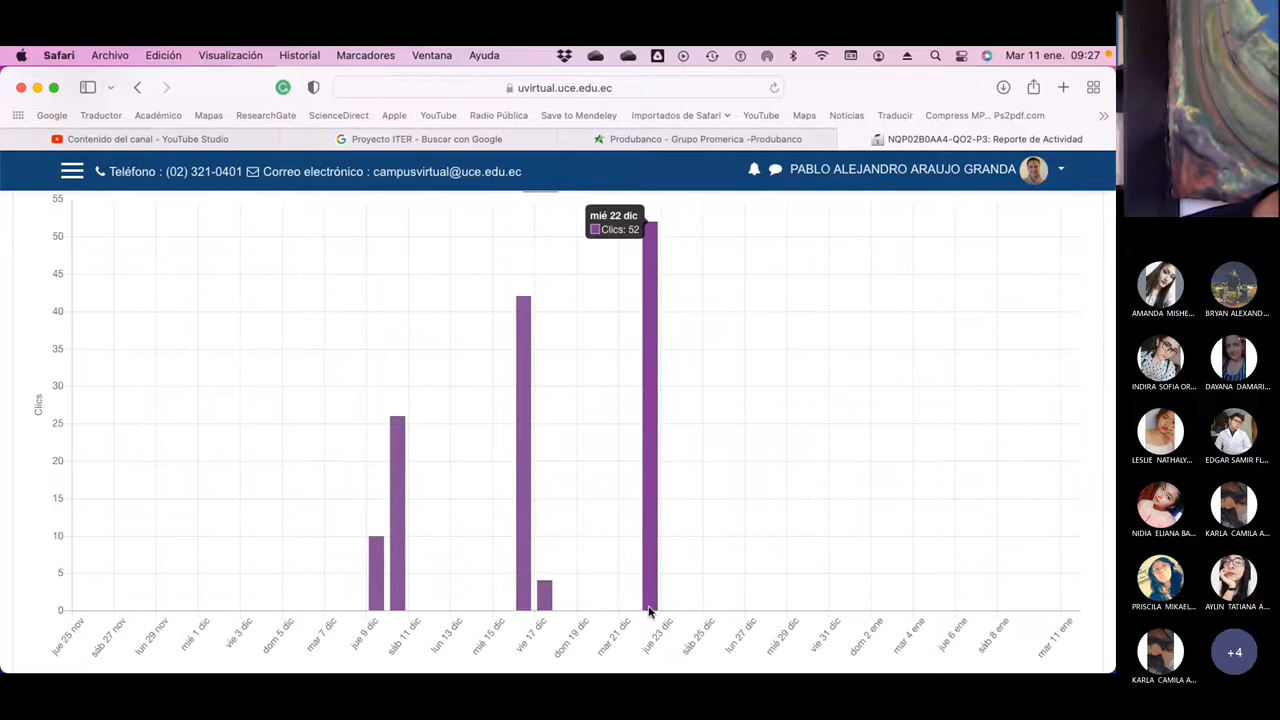 Safari Archivo Edición Visualización Historial Marcadores Ventana Ayuda Mar 11 ene. 09:27
uvirtual.uce.edu.ec
Google Traductor Académico Mapas ResearchGate ScienceDirect Apple YouTube Radio Pública Save to Mendeley Importados de Safari YouTube Maps Noticias Traducir Compress MP... Ps2pdf.com
Contenido del canal - YouTube Studio Proyecto ITER - Buscar con Google Produbanco - Grupo Promerica -Produbanco NQP02B0AA4-QO2-P3: Reporte de Actividad
Teléfono : (02) 321-0401 Correo electrónico : campusvirtual@uce.edu.ec PABLO ALEJANDRO ARAUJO GRANDA
55
mié 22 dic
Clics: 52
50
45
40
35
30
25
20
15
10
5
0
Clics
jue 25 nov sáb 27 nov lun 29 nov mié 1 dic vie 3 dic dom 5 dic mar 7 dic jue 9 dic sáb 11 dic lun 13 dic mié 15 dic vie 17 dic dom 19 dic mar 21 dic jue 23 dic sáb 25 dic lun 27 dic mié 29 dic vie 31 dic dom 2 ene mar 4 ene jue 6 ene sáb 8 ene mar 11 ene
AMANDA MISHE... BRYAN ALEXAND...
INDIRA SOFIA OR... DAYANA DAMARI...
LESLIE NATHALY... EDGAR SAMIR FL...
NIDIA ELIANA BA... KARLA CAMILA A...
PRISCILA MIKAEL... AYLIN TATIANA A...
KARLA CAMILA A... +4